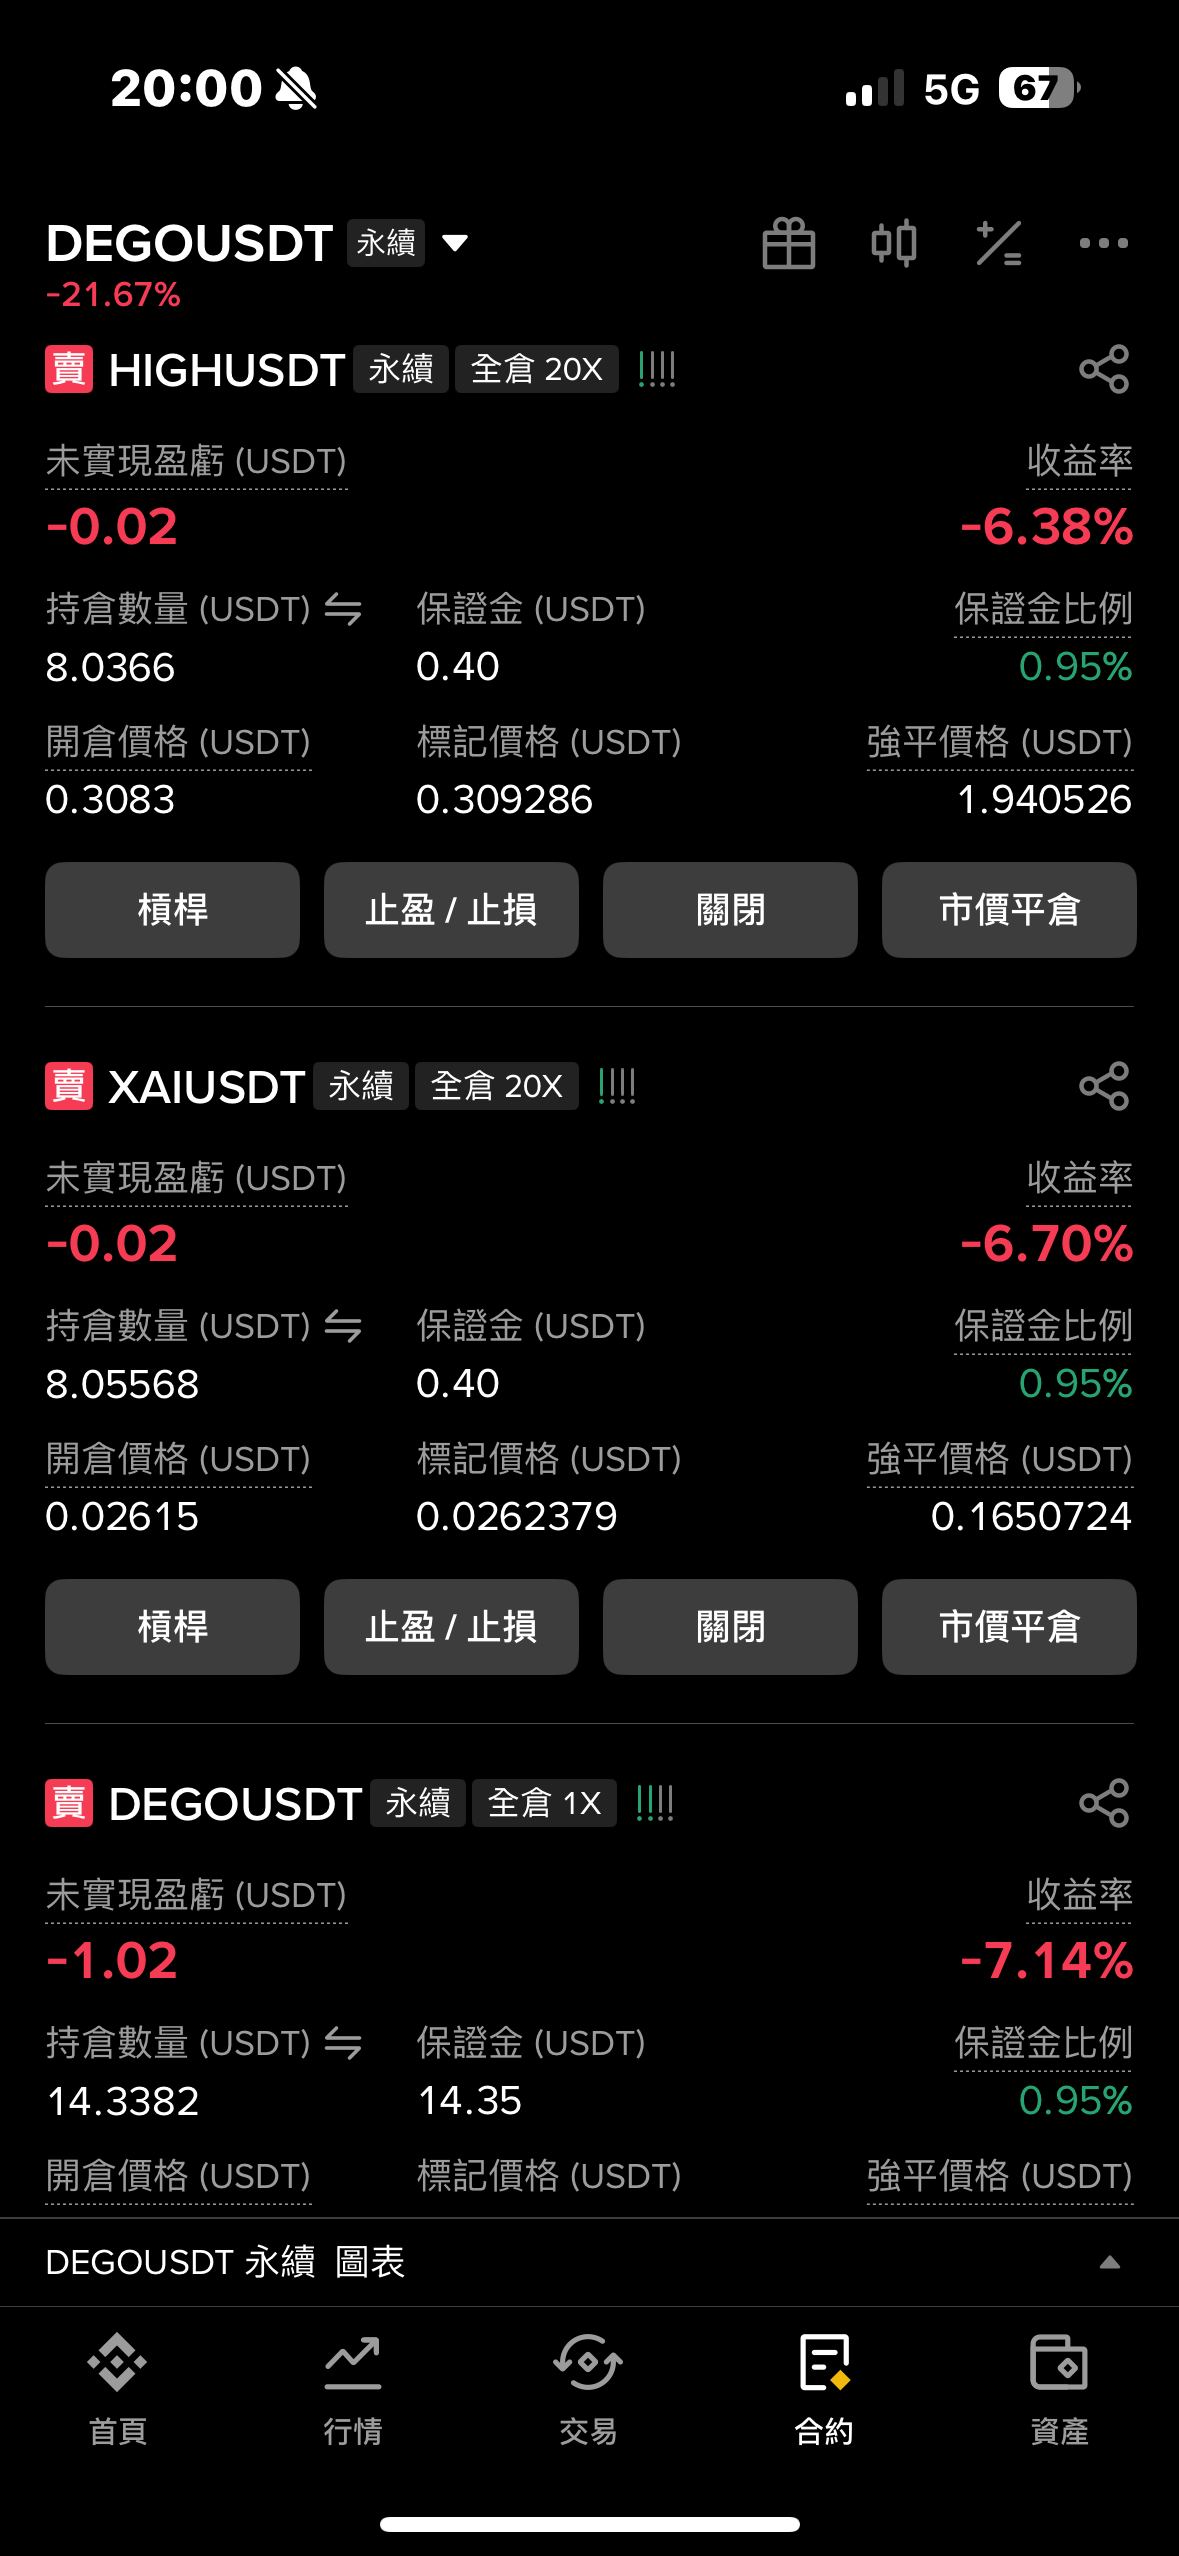 20:00 5G 67
DEGOUSDT 永續
-21.67%
賣 HIGHUSDT 永續 全倉 20X
未實現盈虧 (USDT) 收益率
-0.02 -6.38%
持倉數量 (USDT) 保證金 (USDT) 保證金比例
8.0366 0.40 0.95%
開倉價格 (USDT) 標記價格 (USDT) 強平價格 (USDT)
0.3083 0.309286 1.940526
槓桿 止盈 / 止損 關閉 市價平倉
賣 XAIUSDT 永續 全倉 20X
未實現盈虧 (USDT) 收益率
-0.02 -6.70%
持倉數量 (USDT) 保證金 (USDT) 保證金比例
8.05568 0.40 0.95%
開倉價格 (USDT) 標記價格 (USDT) 強平價格 (USDT)
0.02615 0.0262379 0.1650724
槓桿 止盈 / 止損 關閉 市價平倉
賣 DEGOUSDT 永續 全倉 1X
未實現盈虧 (USDT) 收益率
-1.02 -7.14%
持倉數量 (USDT) 保證金 (USDT) 保證金比例
14.3382 14.35 0.95%
開倉價格 (USDT) 標記價格 (USDT) 強平價格 (USDT)
DEGOUSDT 永續 圖表
首頁 行情 交易 合約 資產